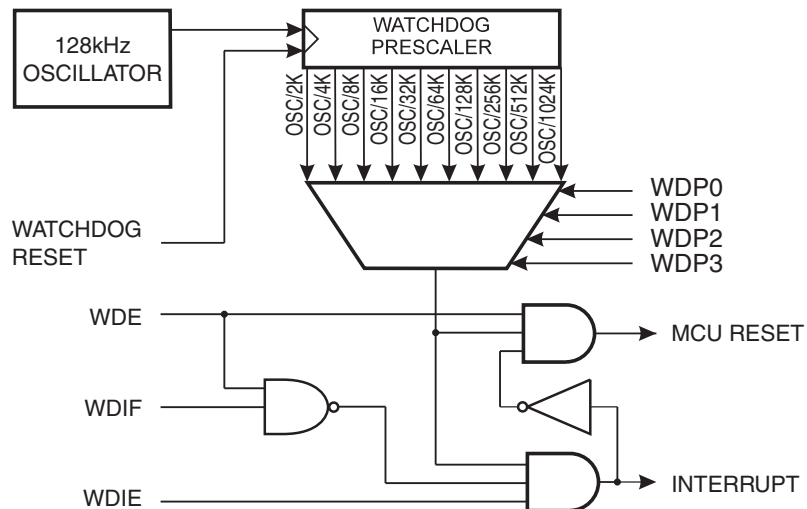 128kHz
OSCILLATOR
WATCHDOG
PRESCALER
OSC/2K
OSC/4K
OSC/8K
OSC/16K
OSC/32K
OSC/64K
OSC/128K
OSC/256K
OSC/512K
OSC/1024K
WATCHDOG
RESET
WDP0
WDP1
WDP2
WDP3
WDE
MCU RESET
WDIF
WDIE
INTERRUPT